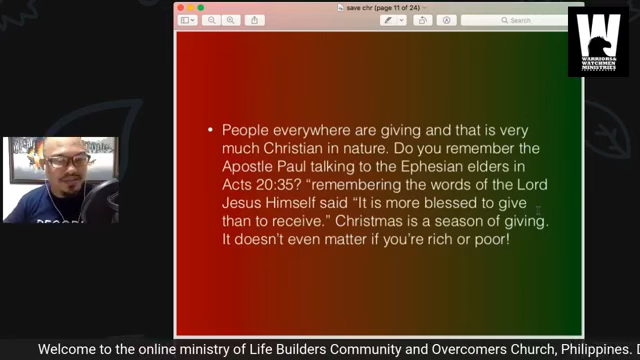 save chr (page 11 of 24)
Search
WARRIORS &
WATCHMEN
MINISTRIES
• People everywhere are giving and that is very
much Christian in nature. Do you remember the
Apostle Paul talking to the Ephesian elders in
Acts 20:35? “remembering the words of the Lord
Jesus Himself said “It is more blessed to give
than to receive.” Christmas is a season of giving.
It doesn’t even matter if you’re rich or poor!
Welcome to the online ministry of Life Builders Community and Overcomers Church, Philippines.